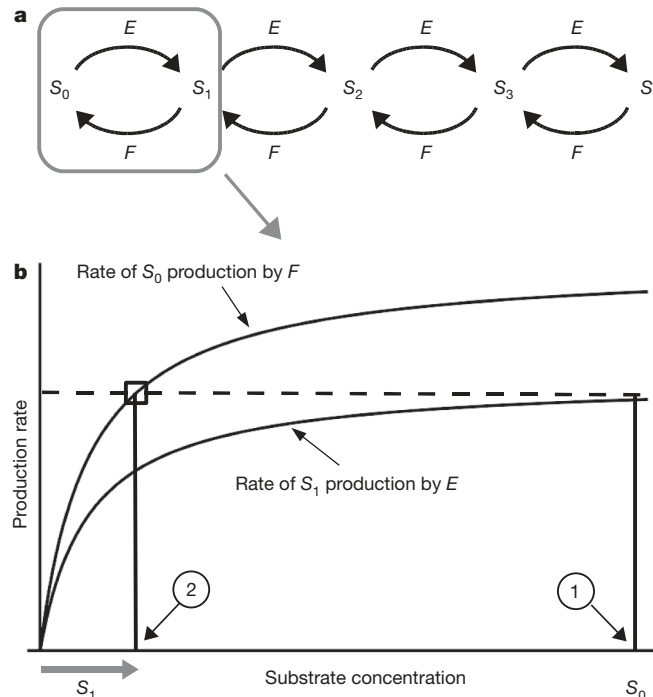 a
E E E E
S0 S1 S2 S3 S
F F F F
b
Rate of S0 production by F
Production rate
Rate of S1 production by E
2 1
S1 Substrate concentration S0